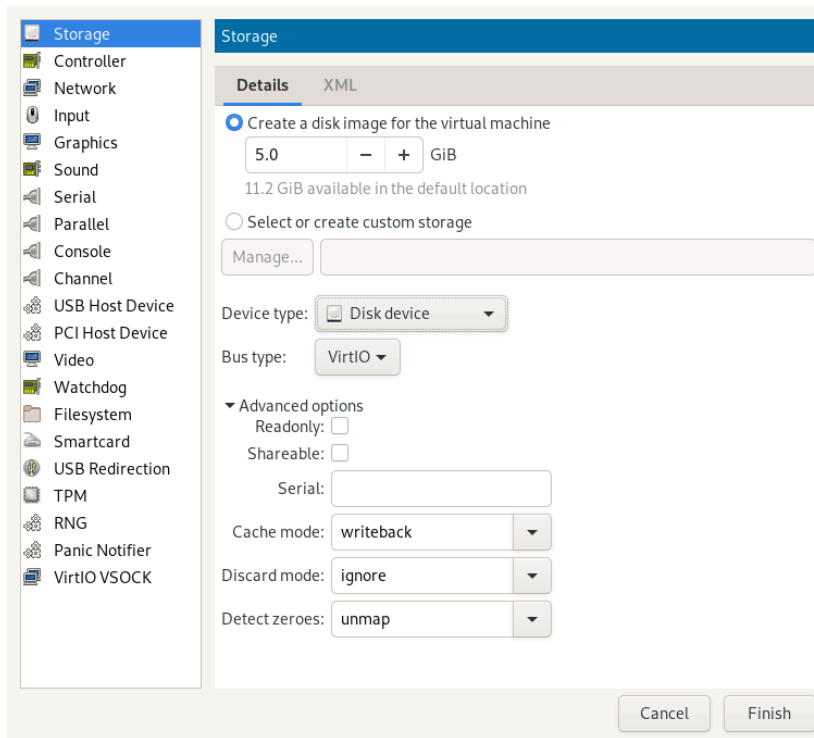 Storage
Controller
Network
Input
Graphics
Sound
Serial
Parallel
Console
Channel
USB Host Device
PCI Host Device
Video
Watchdog
Filesystem
Smartcard
USB Redirection
TPM
RNG
Panic Notifier
VirtIO VSOCK
Storage
Details XML
Create a disk image for the virtual machine
5.0 − + GiB
11.2 GiB available in the default location
Select or create custom storage
Manage...
Device type: Disk device
Bus type: VirtIO
Advanced options
Readonly:
Shareable:
Serial:
Cache mode: writeback
Discard mode: ignore
Detect zeroes: unmap
Cancel Finish